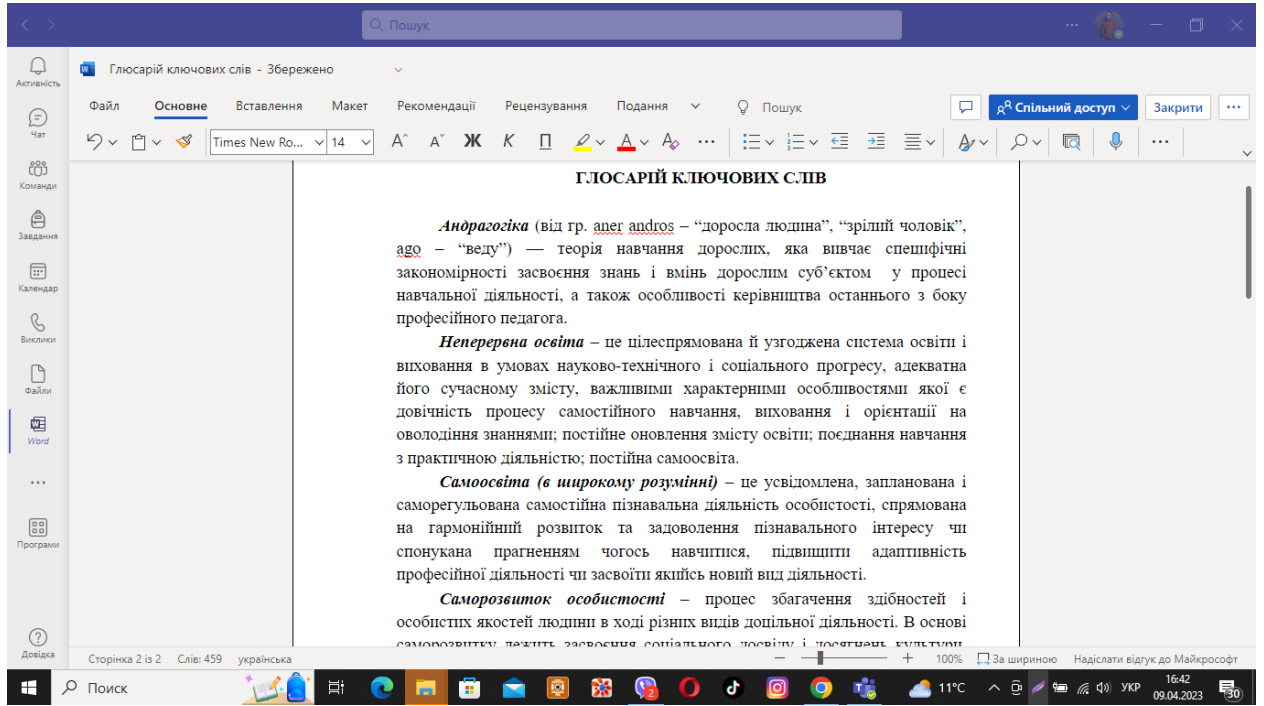 Пошук
Активність
Чат
Команди
Завдання
Календар
Виклики
Файли
Word
Програми
Довідка
Глюсарій ключових слів - Збережено
Файл Основне Вставлення Макет Рекомендації Рецензування Подання Пошук Спільний доступ Закрити
Times New Ro... 14 Ж К П
ГЛОСАРІЙ КЛЮЧОВИХ СЛІВ
Андрагогіка (від гр. aner andros – “доросла людина”, “зрілий чоловік”,
ago – “веду”) — теорія навчання дорослих, яка вивчає специфічні
закономірності засвоєння знань і вмінь дорослим суб’єктом у процесі
навчальної діяльності, а також особливості керівництва останнього з боку
професійного педагога.
Неперервна освіта – це цілеспрямована й узгоджена система освіти і
виховання в умовах науково-технічного і соціального прогресу, адекватна
його сучасному змісту, важливими характерними особливостями якої є
довічність процесу самостійного навчання, виховання і орієнтації на
оволодіння знаннями; постійне оновлення змісту освіти; поєднання навчання
з практичною діяльністю; постійна самоосвіта.
Самоосвіта (в широкому розумінні) – це усвідомлена, запланована і
саморегульована самостійна пізнавальна діяльність особистості, спрямована
на гармонійний розвиток та задоволення пізнавального інтересу чи
спонукана прагненням чогось навчитися, підвищити адаптивність
професійної діяльності чи засвоїти якийсь новий вид діяльності.
Саморозвиток особистості – процес збагачення здібностей і
особистих якостей людини в ході різних видів доцільної діяльності. В основі
саморозвитку лежить засвоєння соціального досвіду і досягнень культури,
Сторінка 2 із 2 Слів: 459 українська 100% За шириною Надіслати відгук до Майкрософт
Поиск 11°C УКР 16:42
09.04.2023 30